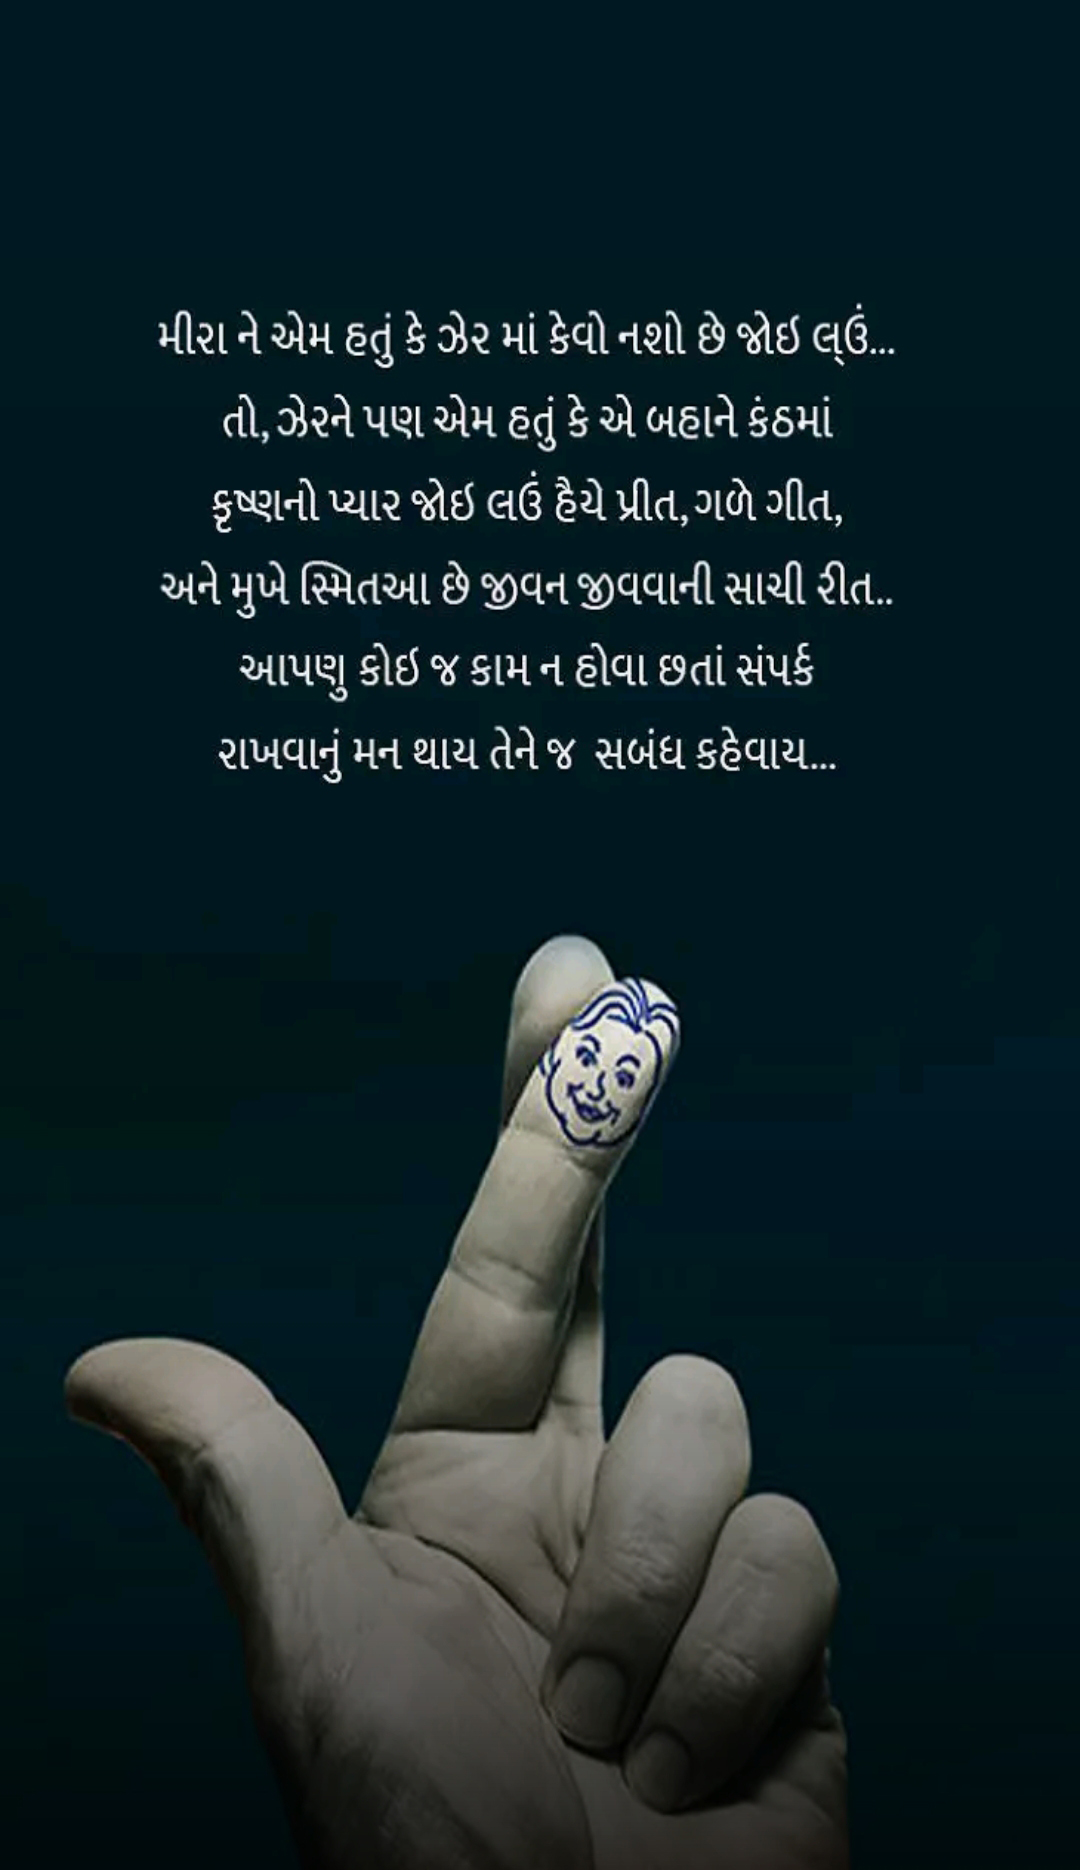 મીરા ને એમ હતું કે ઝેર માં કેવો નશો છે જોઇ લ્ઉં...
તો, ઝેરને પણ એમ હતું કે એ બહાને કંઠમાં
કૃષ્ણનો પ્યાર જોઇ લઉં હૈયે પ્રીત, ગળે ગીત,
અને મુખે સ્મિતઆ છે જીવન જીવવાની સાચી રીત..
આપણુ કોઇ જ કામ ન હોવા છતાં સંપર્ક
રાખવાનું મન થાય તેને જ  સબંધ કહેવાય...